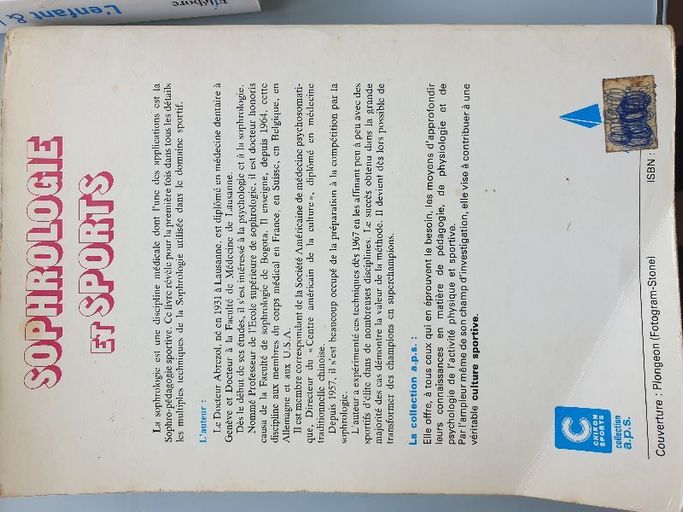 SOPHROLOGIE
ET SPORTS
La sophrologie est une discipline médicale dont l'une des applications est la
Sophro-pédagogie sportive. Ce livre révèle pour la première fois dans tous les détails
les multiples techniques de la Sophrologie utilisée dans le domaine sportif.
L'auteur :
Le Docteur Abrezol, né en 1931 à Lausanne, est diplômé en médecine dentaire à
Genève et Docteur à la Faculté de Médecine de Lausanne.
Dès le début de ses études, il s'est intéressé à la psychologie et à la sophrologie.
Nommé Professeur de l'Ecole supérieure de sophrologie, il est docteur honoris
causa de la Faculté de sophrologie de Bogota. Il enseigne, depuis 1964, cette
discipline aux membres du corps médical en France, en Suisse, en Belgique, en
Allemagne et aux U.S.A.
Il est membre correspondant de la Société Américaine de médecine psychosomati-
que, Directeur du « Centre américain de la culture », diplômé en médecine
traditionnelle chinoise.
Depuis 1957, il s'est beaucoup occupé de la préparation à la compétition par la
sophrologie.
L'auteur a expérimenté ces techniques dès 1967 en les affinant peu à peu avec des
sportifs d'élite dans de nombreuses disciplines. Le succès obtenu dans la grande
majorité des cas démontre la valeur de la méthode. Il devient dès lors possible de
transformer des champions en superchampions.
La collection a.p.s. :
Elle offre, à tous ceux qui en éprouvent le besoin, les moyens d'approfondir
leurs connaissances en matière de pédagogie, de physiologie et de
psychologie de l'activité physique et sportive.
Par l'ampleur même de son champ d'investigation, elle vise à contribuer à une
véritable culture sportive.
C
CHIRON
SPORTS
collection
a.p.s.
ISBN :
Couverture : Plongeon (Fotogram-Stone)
L'enfant &